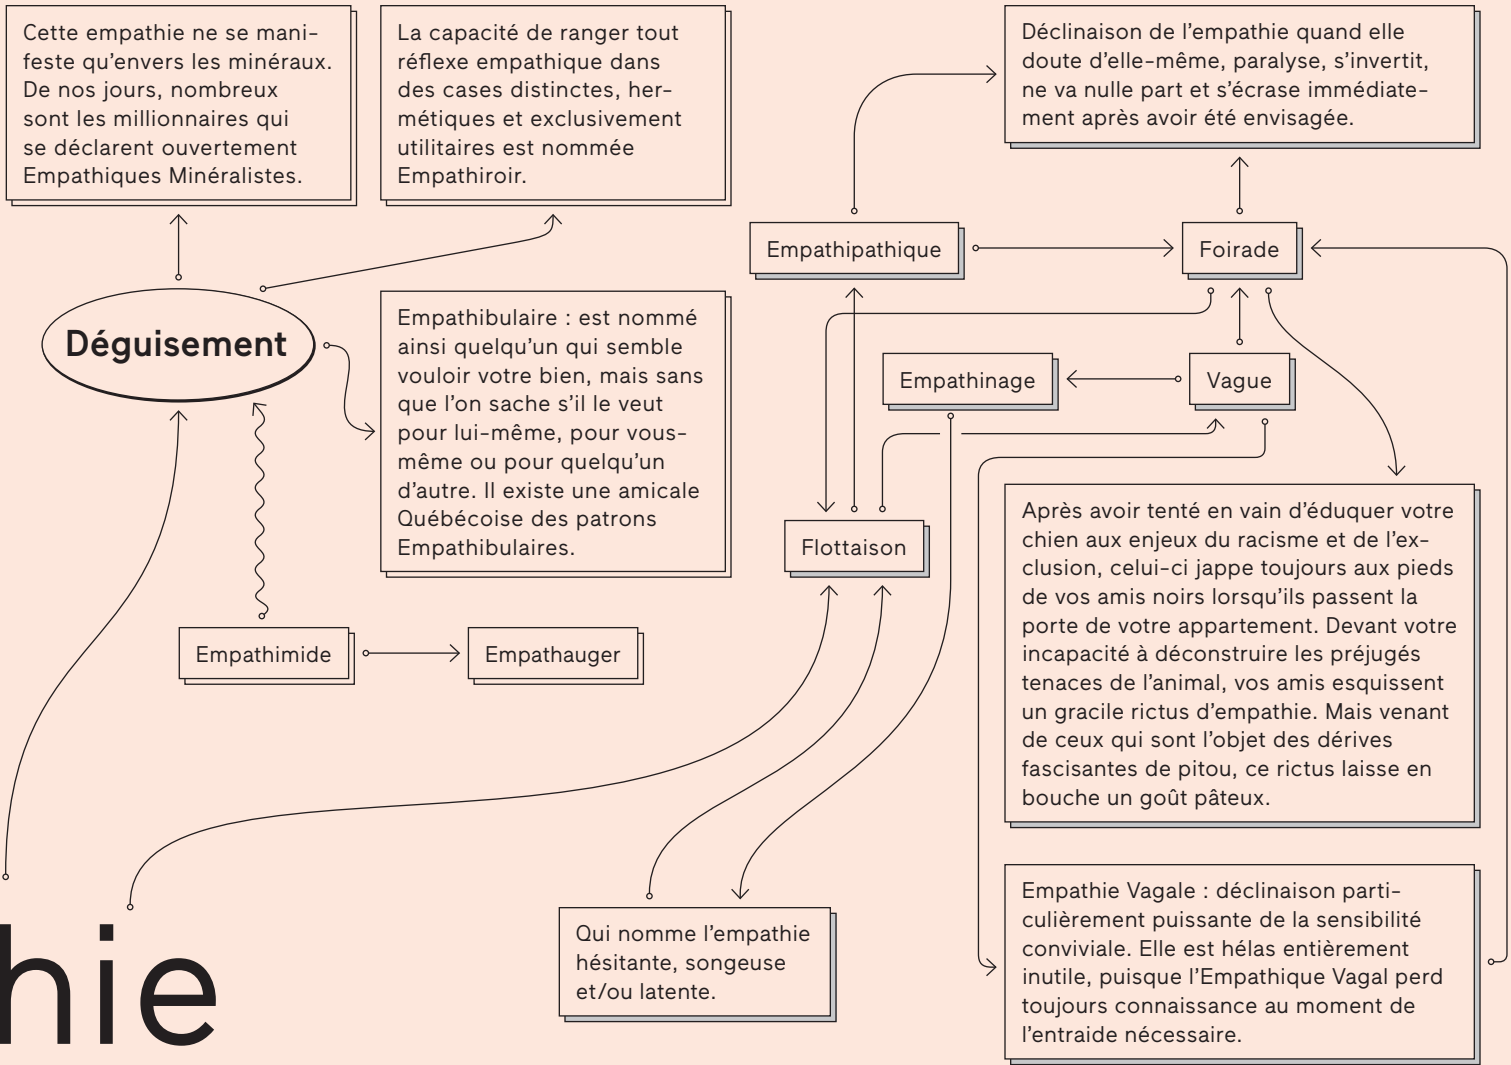 Cette empathie ne se mani-
feste qu’envers les minéraux.
De nos jours, nombreux
sont les millionnaires qui
se déclarent ouvertement
Empathiques Minéralistes.
La capacité de ranger tout
réflexe empathique dans
des cases distinctes, her-
métiques et exclusivement
utilitaires est nommée
Empathiroir.
Déclinaison de l’empathie quand elle
doute d’elle-même, paralyse, s’invertit,
ne va nulle part et s’écrase immédiate-
ment après avoir été envisagée.
Empathipathique
Foirade
Déguisement
Empathibulaire : est nommé
ainsi quelqu’un qui semble
vouloir votre bien, mais sans
que l’on sache s’il le veut
pour lui-même, pour vous-
même ou pour quelqu’un
d’autre. Il existe une amicale
Québécoise des patrons
Empathibulaires.
Empathinage
Vague
Flottaison
Après avoir tenté en vain d’éduquer votre
chien aux enjeux du racisme et de l’ex-
clusion, celui-ci jappe toujours aux pieds
de vos amis noirs lorsqu’ils passent la
porte de votre appartement. Devant votre
incapacité à déconstruire les préjugés
tenaces de l’animal, vos amis esquissent
un gracile rictus d’empathie. Mais venant
de ceux qui sont l’objet des dérives
fascisantes de pitou, ce rictus laisse en
bouche un goût pâteux.
Empathimide
Empathauger
Qui nomme l’empathie
hésitante, songeuse
et/ou latente.
Empathie Vagale : déclinaison parti-
culièrement puissante de la sensibilité
conviviale. Elle est hélas entièrement
inutile, puisque l’Empathique Vagal perd
toujours connaissance au moment de
l’entraide nécessaire.
hie